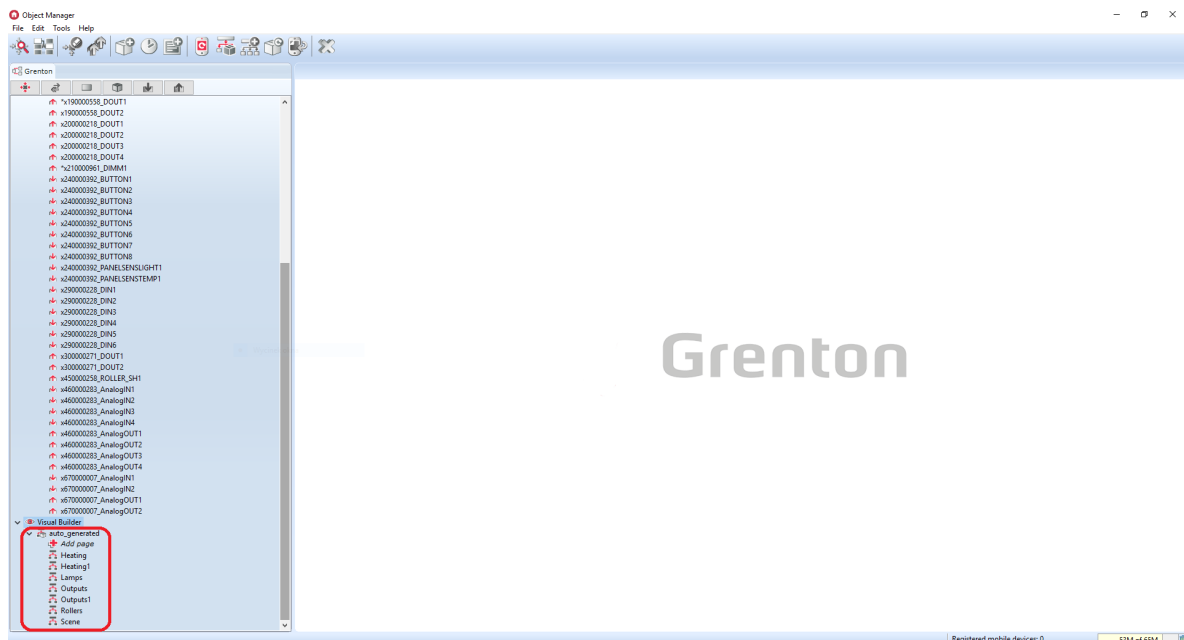 Object Manager
File Edit Tools Help
Grenton
*x190000558_DOUT1
x190000558_DOUT2
x200000218_DOUT1
x200000218_DOUT2
x200000218_DOUT3
x200000218_DOUT4
*x210000961_DIMM1
x240000392_BUTTON1
x240000392_BUTTON2
x240000392_BUTTON3
x240000392_BUTTON4
x240000392_BUTTON5
x240000392_BUTTON6
x240000392_BUTTON7
x240000392_BUTTON8
x240000392_PANELSENSLIGHT1
x240000392_PANELSENSTEMP1
x290000228_DIN1
x290000228_DIN2
x290000228_DIN3
x290000228_DIN4
x290000228_DIN5
x290000228_DIN6
x300000271_DOUT1
x300000271_DOUT2
x450000258_ROLLER_SH1
x460000283_AnalogIN1
x460000283_AnalogIN2
x460000283_AnalogIN3
x460000283_AnalogIN4
x460000283_AnalogOUT1
x460000283_AnalogOUT2
x460000283_AnalogOUT3
x460000283_AnalogOUT4
x670000007_AnalogIN1
x670000007_AnalogIN2
x670000007_AnalogOUT1
x670000007_AnalogOUT2
Visual Builder
auto_generated
Add page
Heating
Heating1
Lamps
Outputs
Outputs1
Rollers
Scene
Grenton
Registered mobile devices: 0
53M of 65M